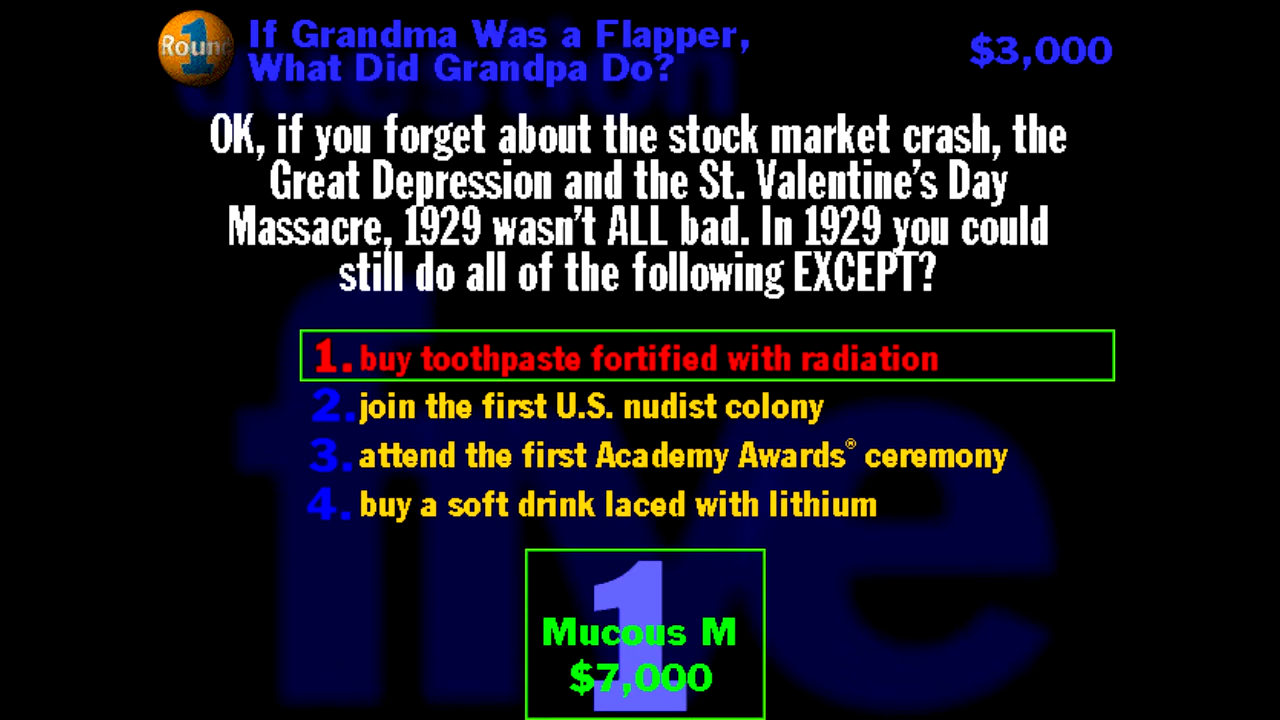 Round 1
If Grandma Was a Flapper,
What Did Grandpa Do?
$3,000
question
OK, if you forget about the stock market crash, the
Great Depression and the St. Valentine's Day
Massacre, 1929 wasn't ALL bad. In 1929 you could
still do all of the following EXCEPT?
1. buy toothpaste fortified with radiation
2. join the first U.S. nudist colony
3. attend the first Academy Awards® ceremony
4. buy a soft drink laced with lithium
five
1
Mucous M
$7,000